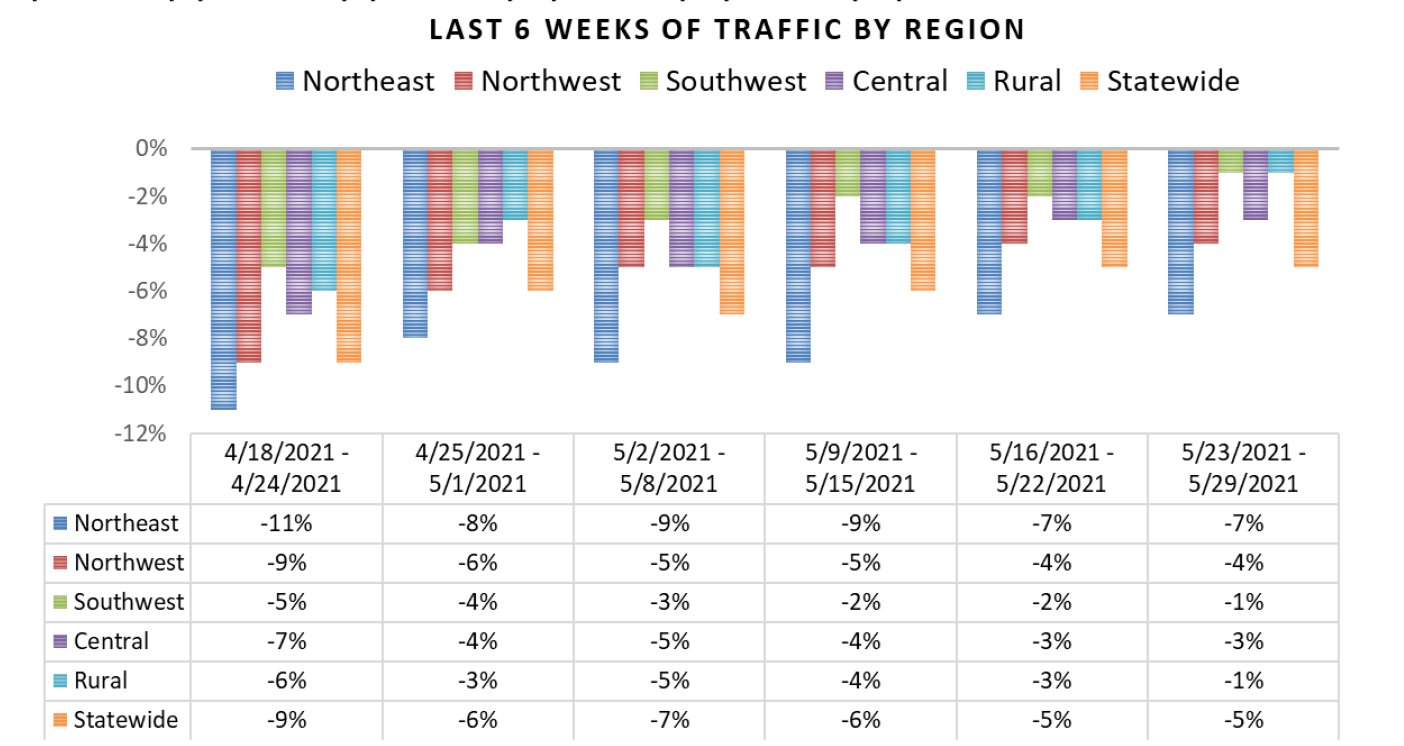 LAST 6 WEEKS OF TRAFFIC BY REGION
Northeast Northwest Southwest Central Rural Statewide
0%
-2%
-4%
-6%
-8%
-10%
-12%
4/18/2021 - 4/25/2021 - 5/2/2021 - 5/9/2021 - 5/16/2021 - 5/23/2021 -
4/24/2021 5/1/2021 5/8/2021 5/15/2021 5/22/2021 5/29/2021
Northeast -11% -8% -9% -9% -7% -7%
Northwest -9% -6% -5% -5% -4% -4%
Southwest -5% -4% -3% -2% -2% -1%
Central -7% -4% -5% -4% -3% -3%
Rural -6% -3% -5% -4% -3% -1%
Statewide -9% -6% -7% -6% -5% -5%